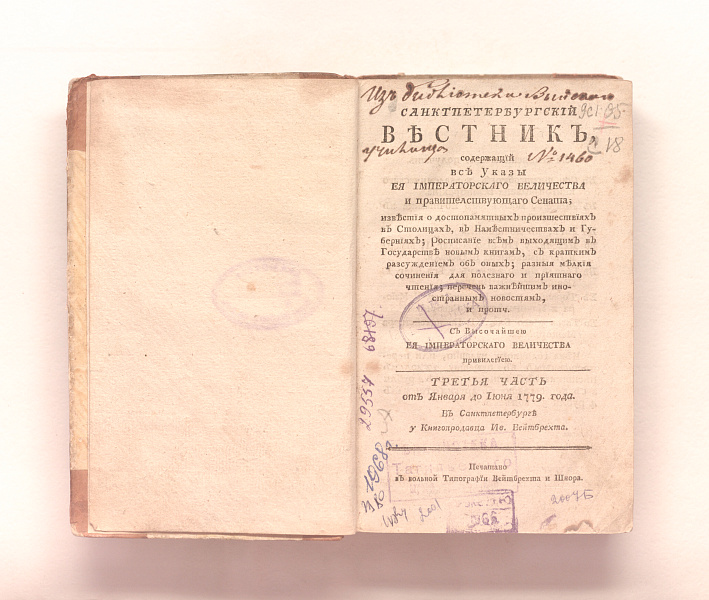 Изъ библіотеки
САНКТПЕТЕРБУРГСКІЙ
ВѢСТНИКЪ,
училища
содержащій
№ 1460
всѣ Указы
ЕЯ ІМПЕРАТОРСКАГО ВЕЛИЧЕСТВА
и правительствующаго Сената;
извѣстія о достопамятныхъ произшествіяхъ
въ Столицахъ, въ Намѣстничествахъ и Гу-
берніяхъ; Росписаніе всѣмъ выходящимъ въ
Государствѣ новымъ книгамъ, съ краткимъ
разсужденіемъ объ оныхъ; разныя мѣлкія
сочиненія для полезнаго и пріятнаго
чтенія; перечень важнѣйшимъ ино-
страннымъ новостямъ,
и протч.
Съ Высочайшею
ЕЯ ІМПЕРАТОРСКАГО ВЕЛИЧЕСТВА
привилегіею.
ТРЕТЬЯ ЧАСТЬ
отъ Января до Іюня 1779. года.
Въ Санктпетербургѣ
у Книгопродавца Ив. Вейтбрехта.
Печатано
въ вольной Типографіи Вейтбрехта и Шнора.
2007Б